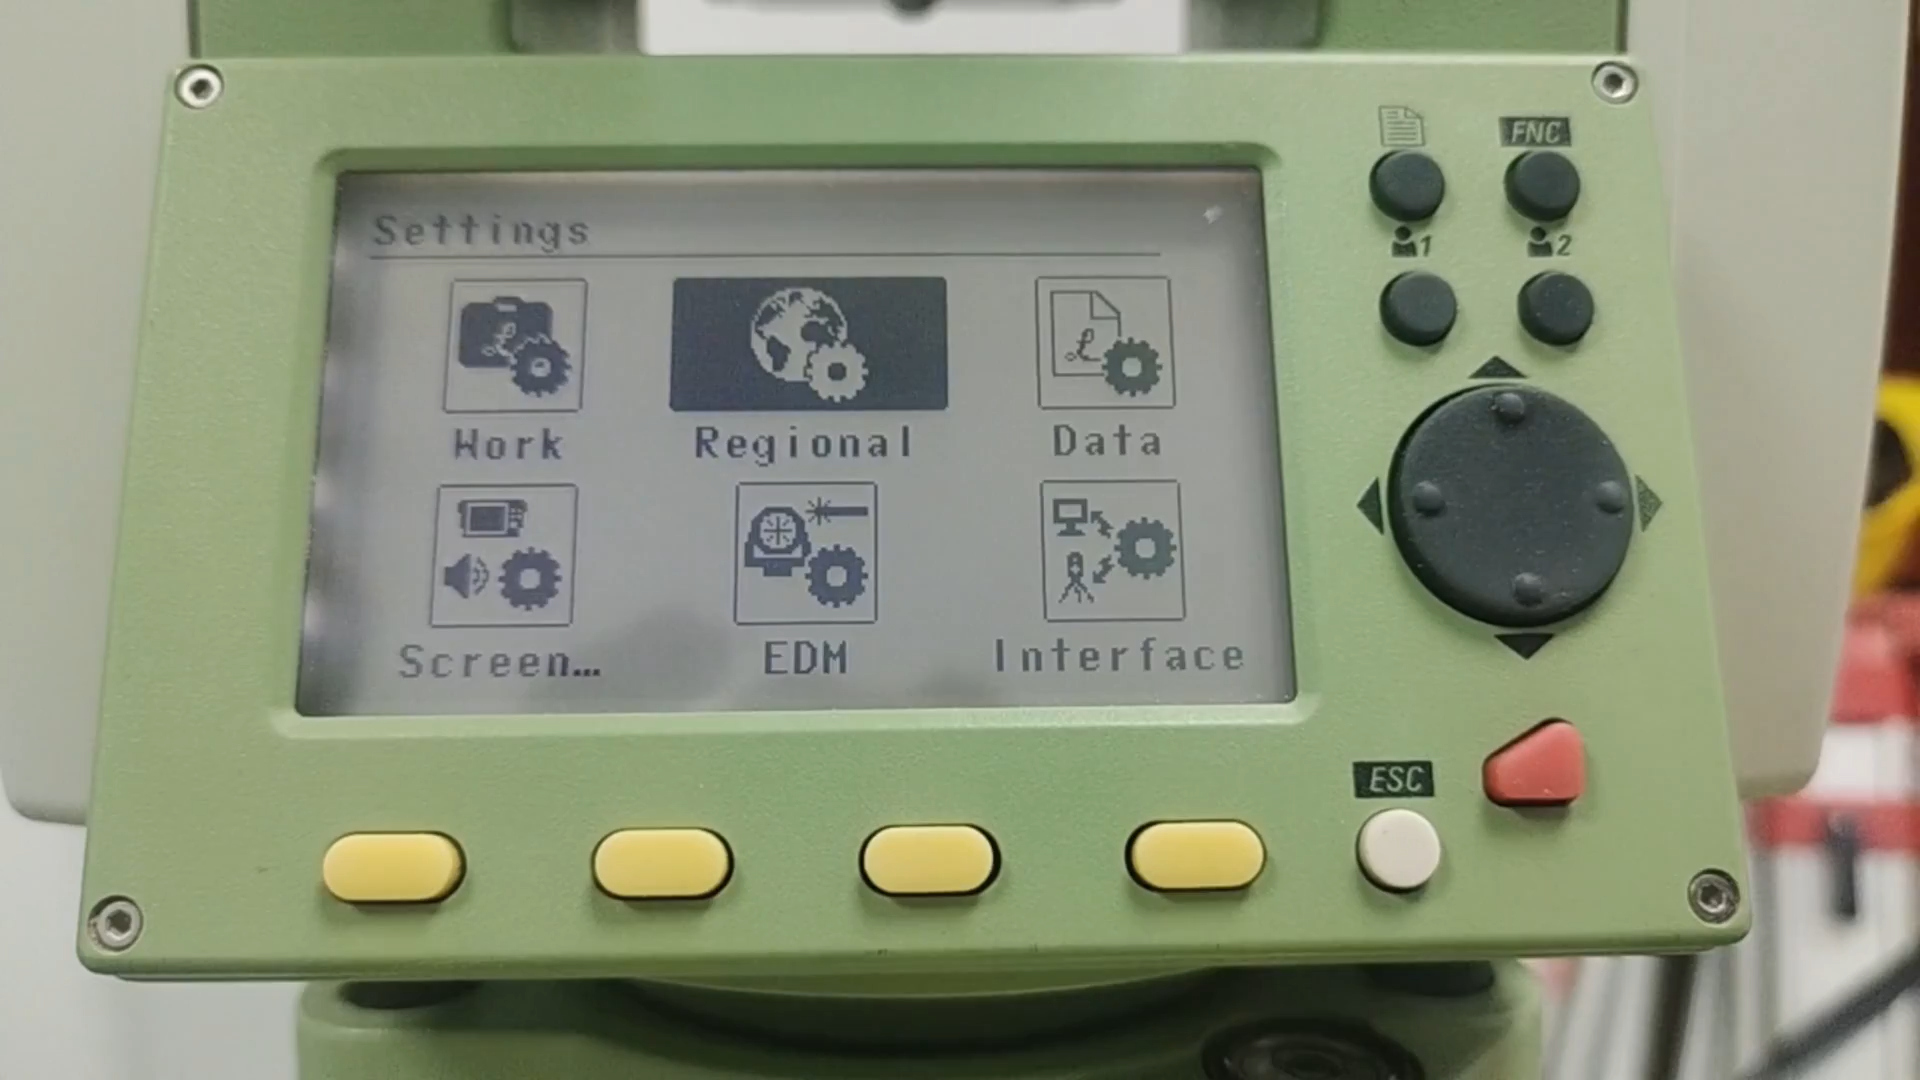 FNC
1 2
Settings
Work Regional Data
Screen... EDM Interface
ESC